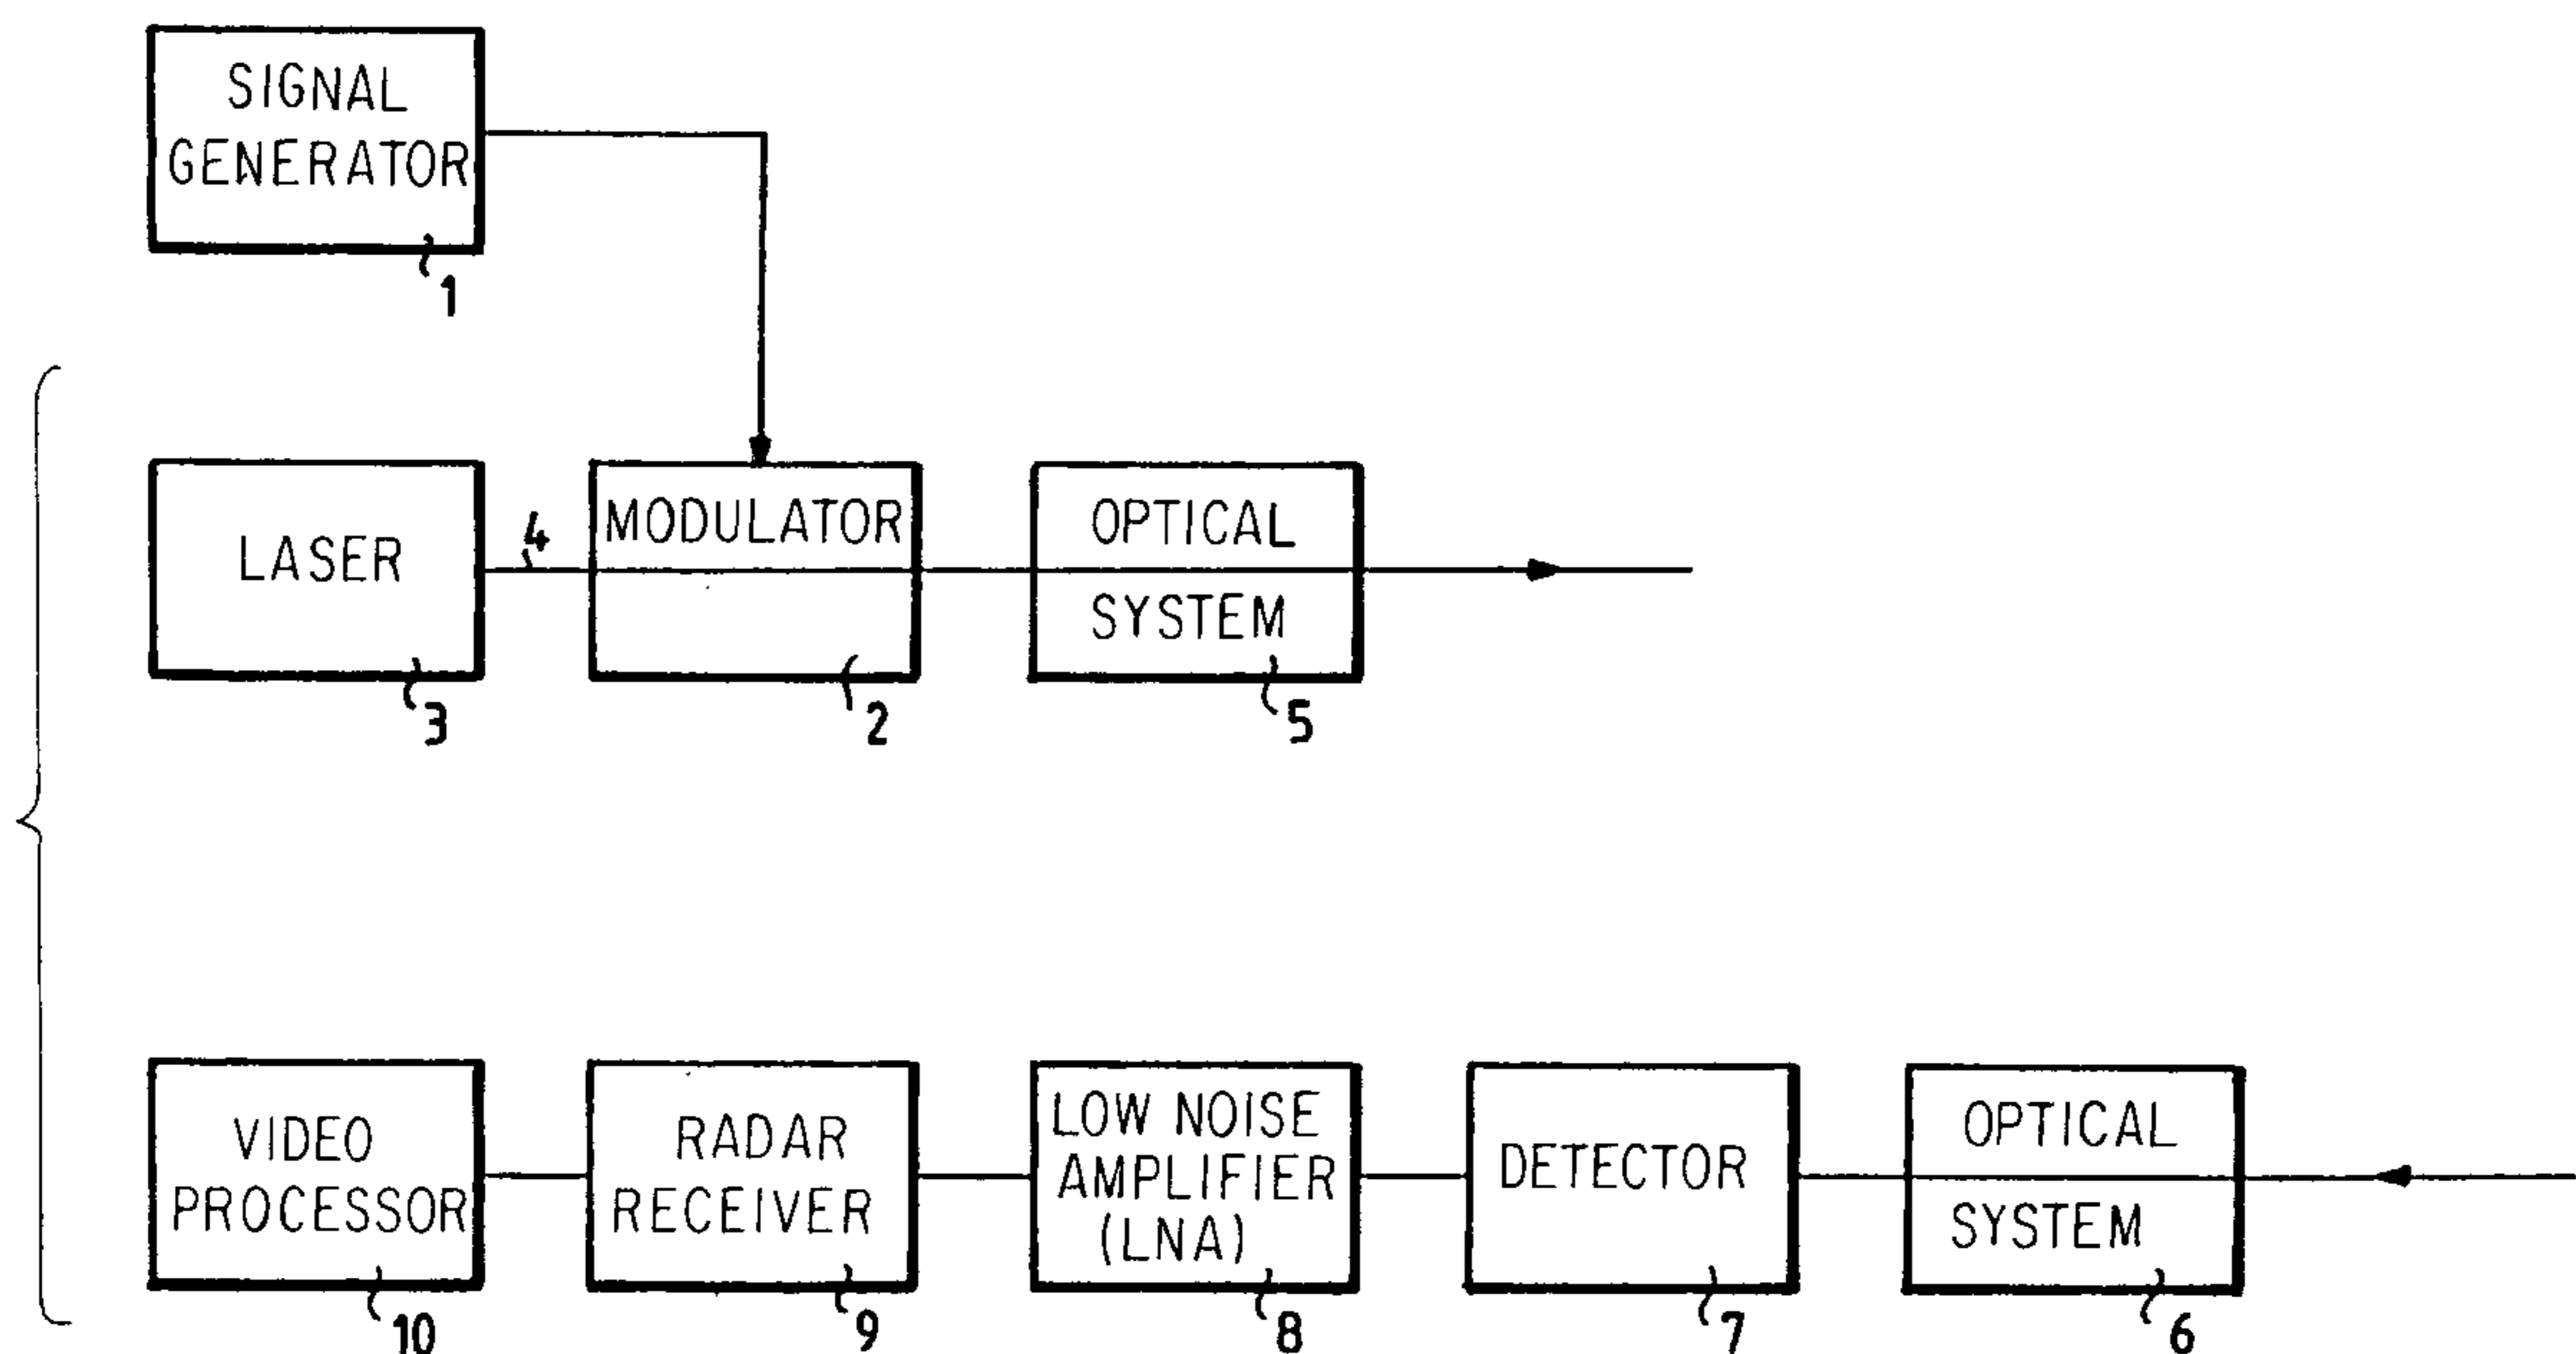 SIGNAL
GENERATOR
1
LASER
4
MODULATOR
OPTICAL
SYSTEM
3
2
5
VIDEO
PROCESSOR
RADAR
RECEIVER
LOW NOISE
AMPLIFIER
(LNA)
DETECTOR
OPTICAL
SYSTEM
10
9
8
7
6